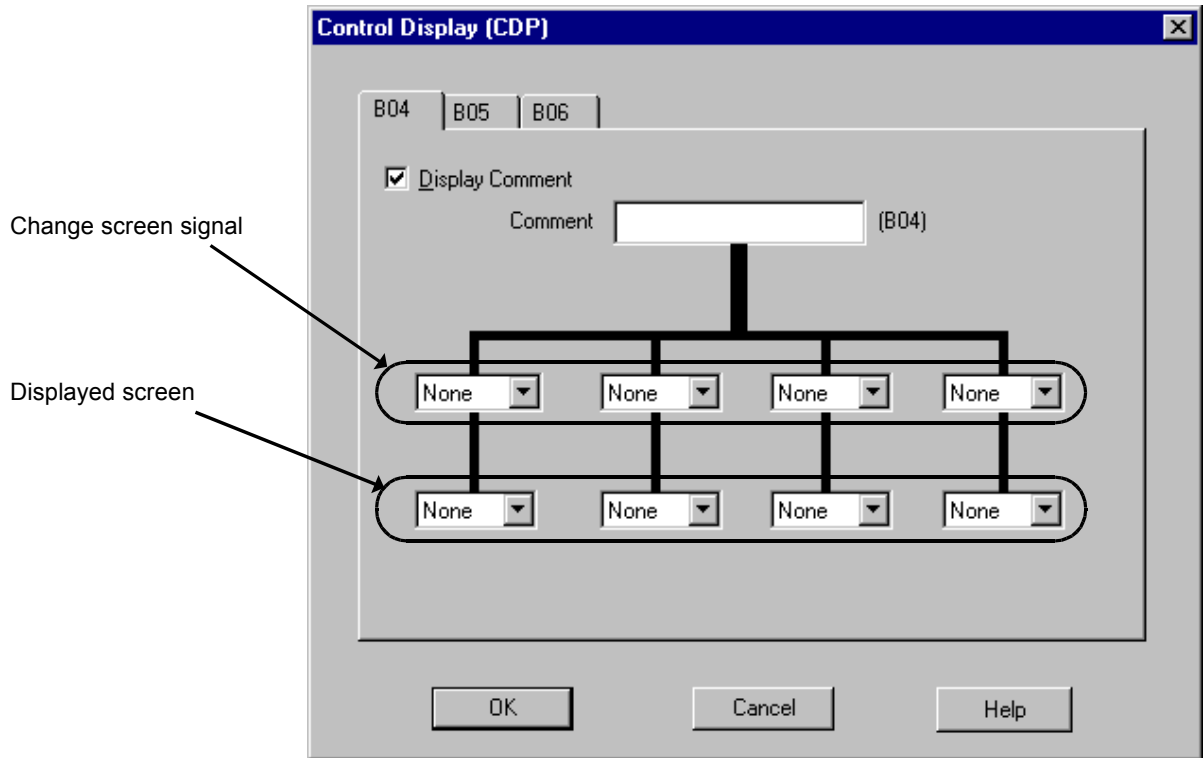 Control Display (CDP)
B04 B05 B06
Display Comment
Comment (B04)
Change screen signal
None None None None
Displayed screen
None None None None
OK Cancel Help